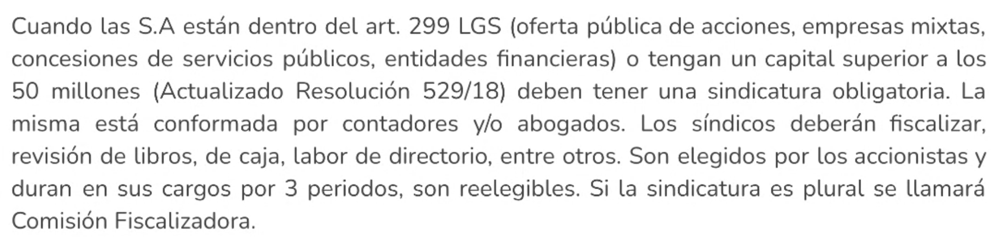 Cuando las S.A están dentro del art. 299 LGS (oferta pública de acciones, empresas mixtas,
concesiones de servicios públicos, entidades financieras) o tengan un capital superior a los
50 millones (Actualizado Resolución 529/18) deben tener una sindicatura obligatoria. La
misma está conformada por contadores y/o abogados. Los síndicos deberán fiscalizar,
revisión de libros, de caja, labor de directorio, entre otros. Son elegidos por los accionistas y
duran en sus cargos por 3 periodos, son reelegibles. Si la sindicatura es plural se llamará
Comisión Fiscalizadora.